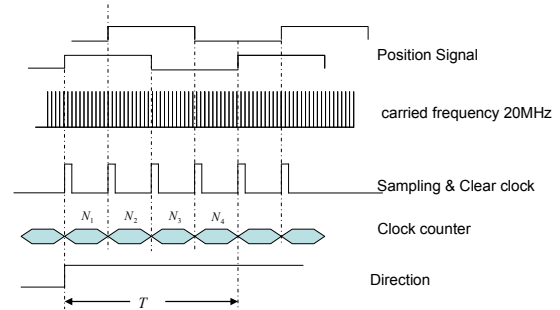 Position Signal
carried frequency 20MHz
Sampling & Clear clock
N₁ N₂ N₃ N₄
Clock counter
Direction
T